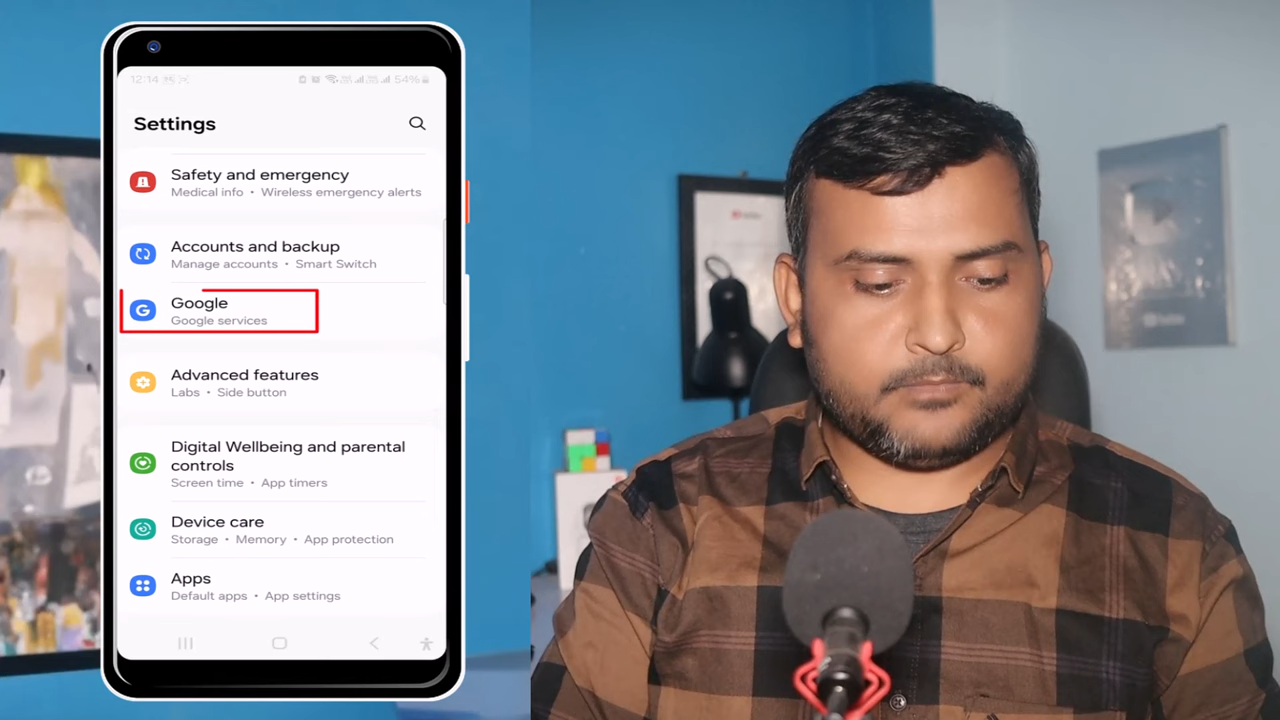 12:14
54%
Settings
Safety and emergency
Medical info • Wireless emergency alerts
Accounts and backup
Manage accounts • Smart Switch
Google
Google services
Advanced features
Labs • Side button
Digital Wellbeing and parental
controls
Screen time • App timers
Device care
Storage • Memory • App protection
Apps
Default apps • App settings